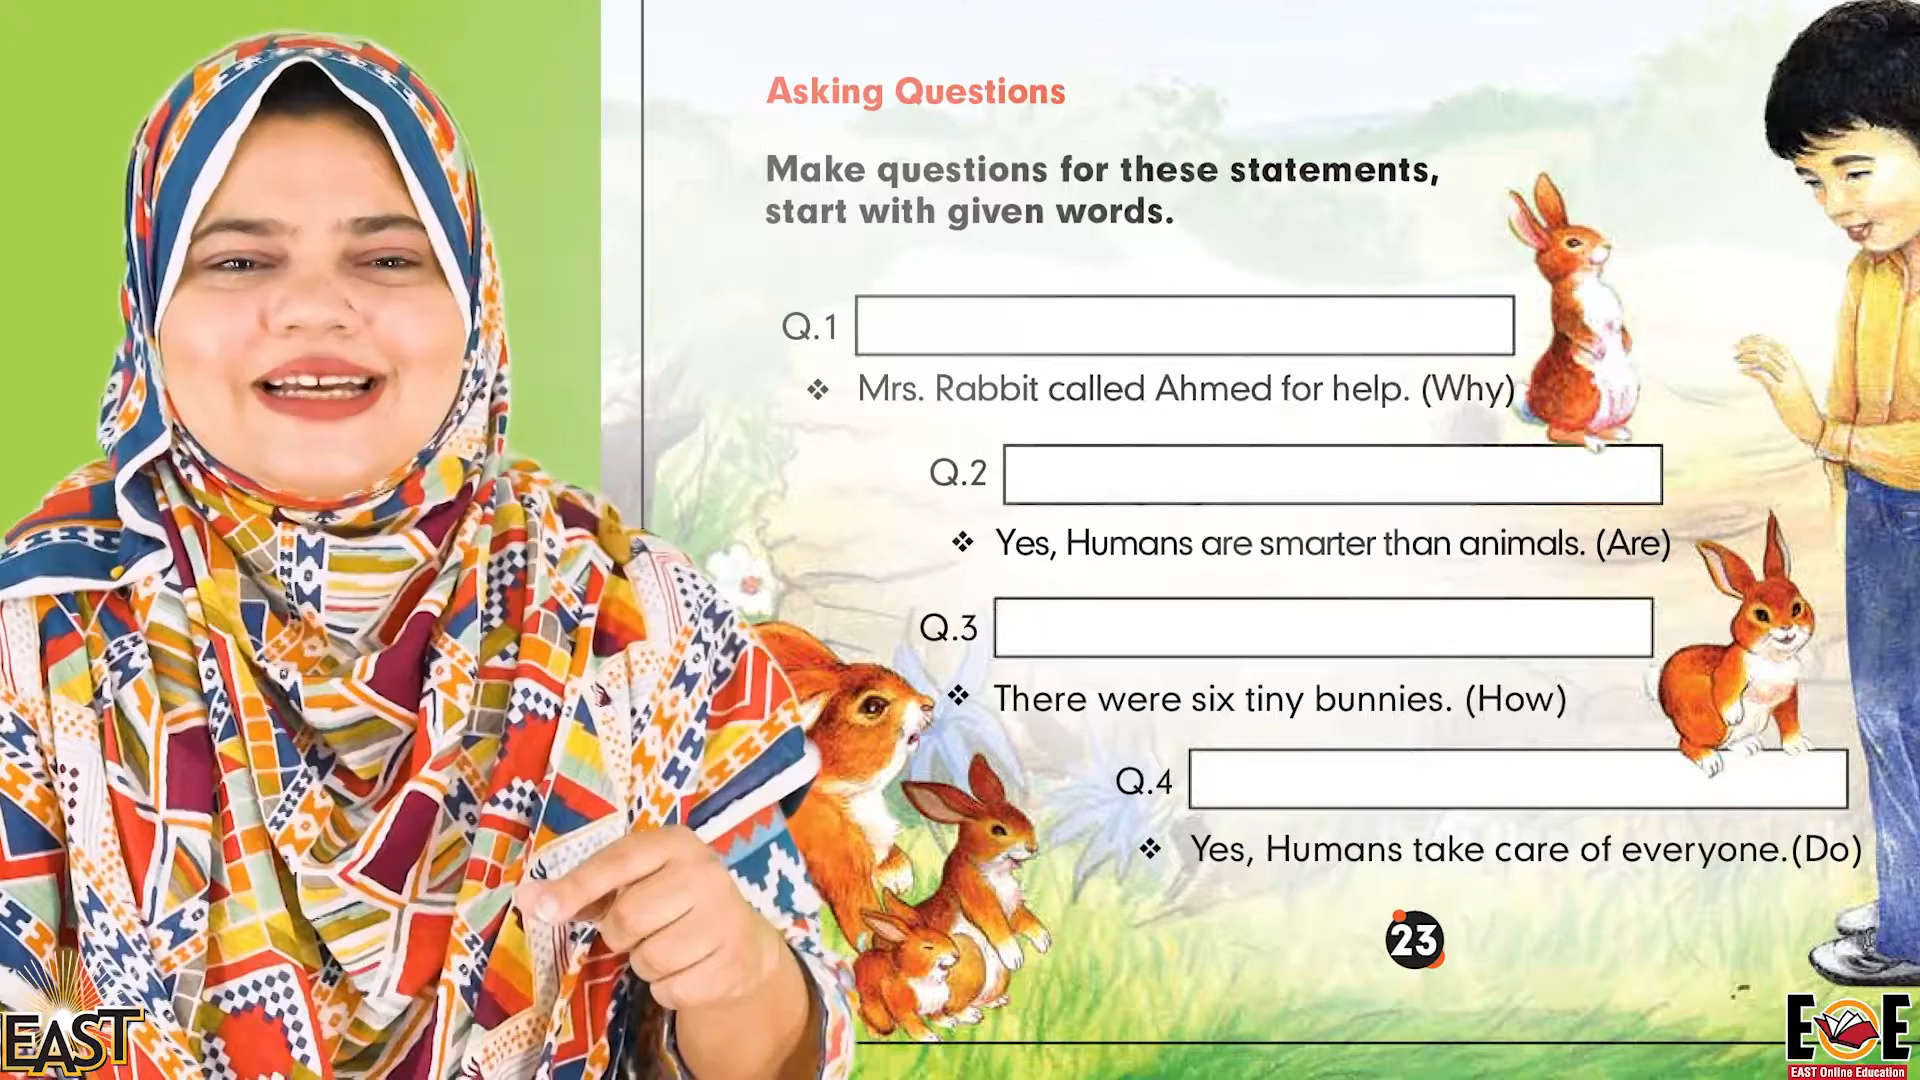 Asking Questions
Make questions for these statements,
start with given words.
Q.1
❖ Mrs. Rabbit called Ahmed for help. (Why)
Q.2
❖ Yes, Humans are smarter than animals. (Are)
Q.3
❖ There were six tiny bunnies. (How)
Q.4
❖ Yes, Humans take care of everyone.(Do)
23
EAST
EOE
EAST Online Education